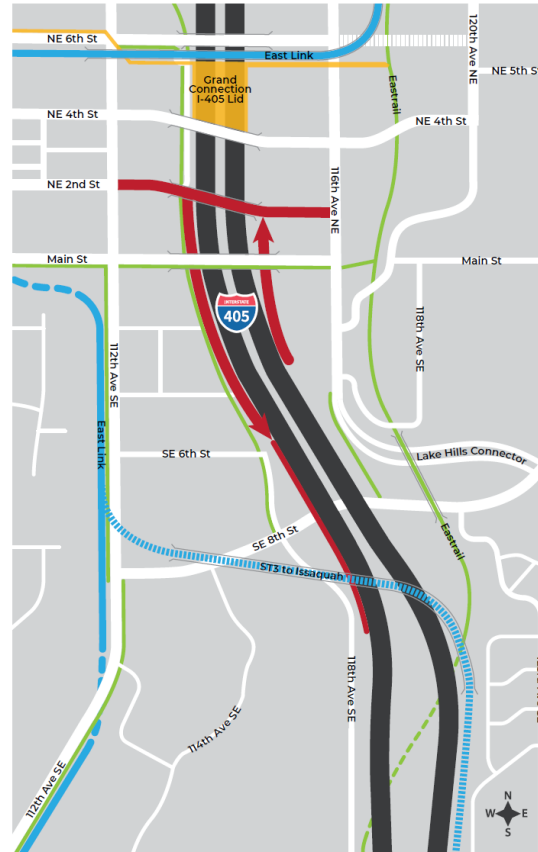 120th Ave NE
NE 6th St
East Link
NE 5th St
Grand
Connection
I-405 Lid
Eastrail
NE 4th St
NE 4th St
116th Ave NE
NE 2nd St
Main St
Main St
INTERSTATE
405
118th Ave SE
112th Ave SE
East Link
SE 6th St
Lake Hills Connector
SE 8th St
Eastrail
ST3 to Issaquah
118th Ave SE
114th Ave SE
112th Ave SE
N
W
E
S